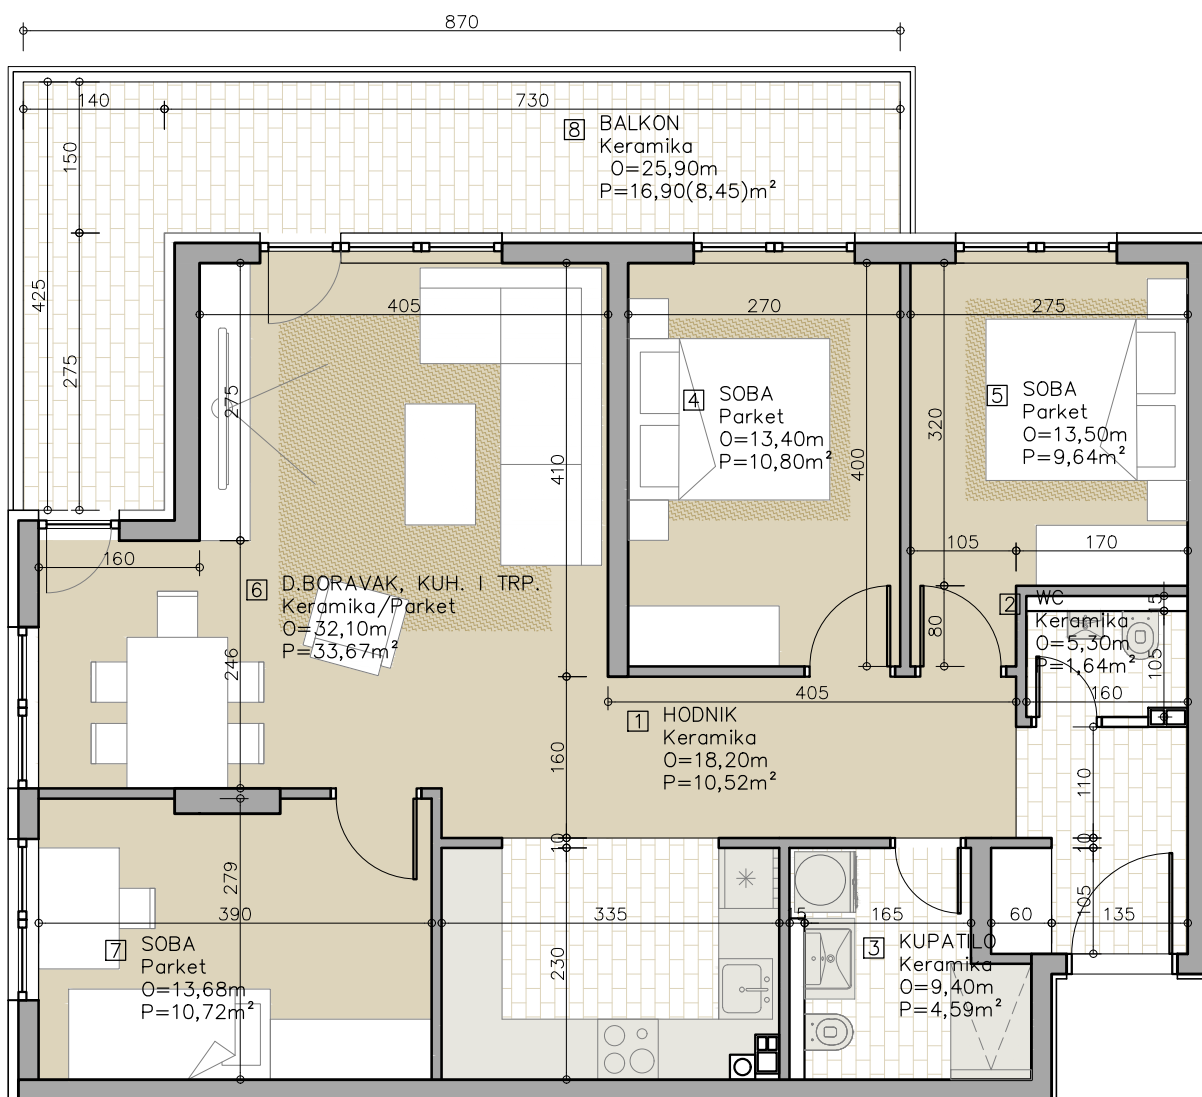 870
140
730
8
BALKON
Keramika
O=25,90m
P=16,90(8,45)m²
150
425
275
405
270
275
275
4
SOBA
Parket
O=13,40m
P=10,80m²
5
SOBA
Parket
O=13,50m
P=9,64m²
320
400
410
105
170
160
6
D.BORAVAK, KUH. I TRP.
Keramika/Parket
O=32,10m
P=33,67m²
246
2
WC
Keramika
O=5,30m
P=1,64m²
15
105
80
405
160
1
HODNIK
Keramika
O=18,20m
P=10,52m²
160
110
10
10
105
279
390
335
15
165
60
135
230
7
SOBA
Parket
O=13,68m
P=10,72m²
3
KUPATILO
Keramika
O=9,40m
P=4,59m²